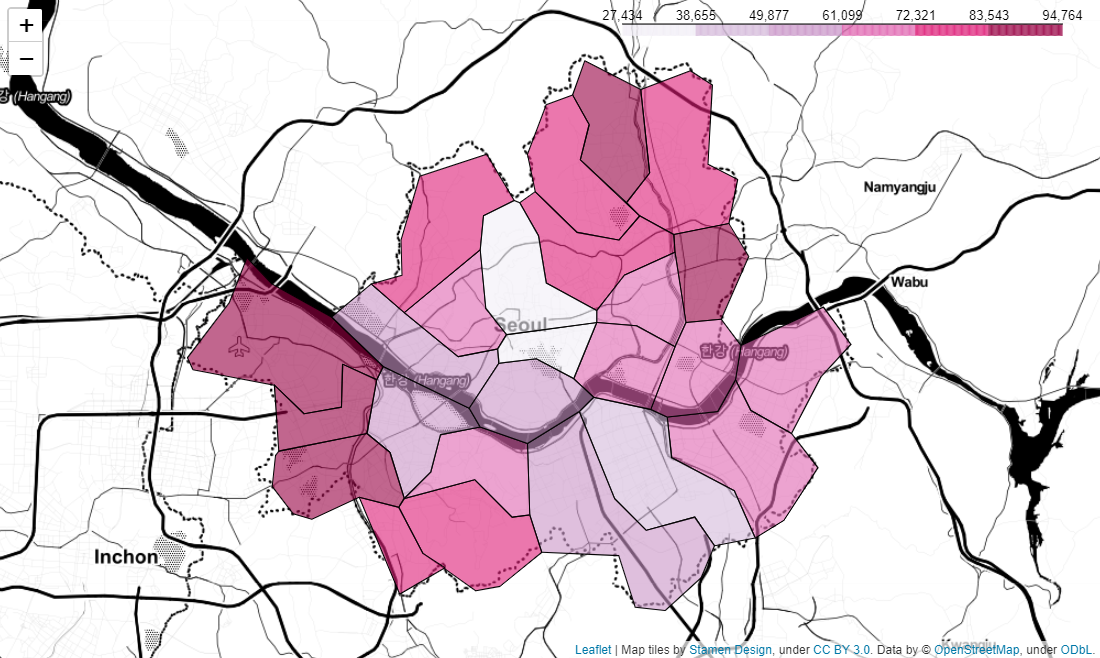 +
−
27,434 38,655 49,877 61,099 72,321 83,543 94,764
강 (Hangang)
Namyangju
Wabu
Seoul
한강 (Hangang)
한강 (Hangang)
Inchon
Kwangju
Leaflet | Map tiles by Stamen Design, under CC BY 3.0. Data by © OpenStreetMap, under ODbL.